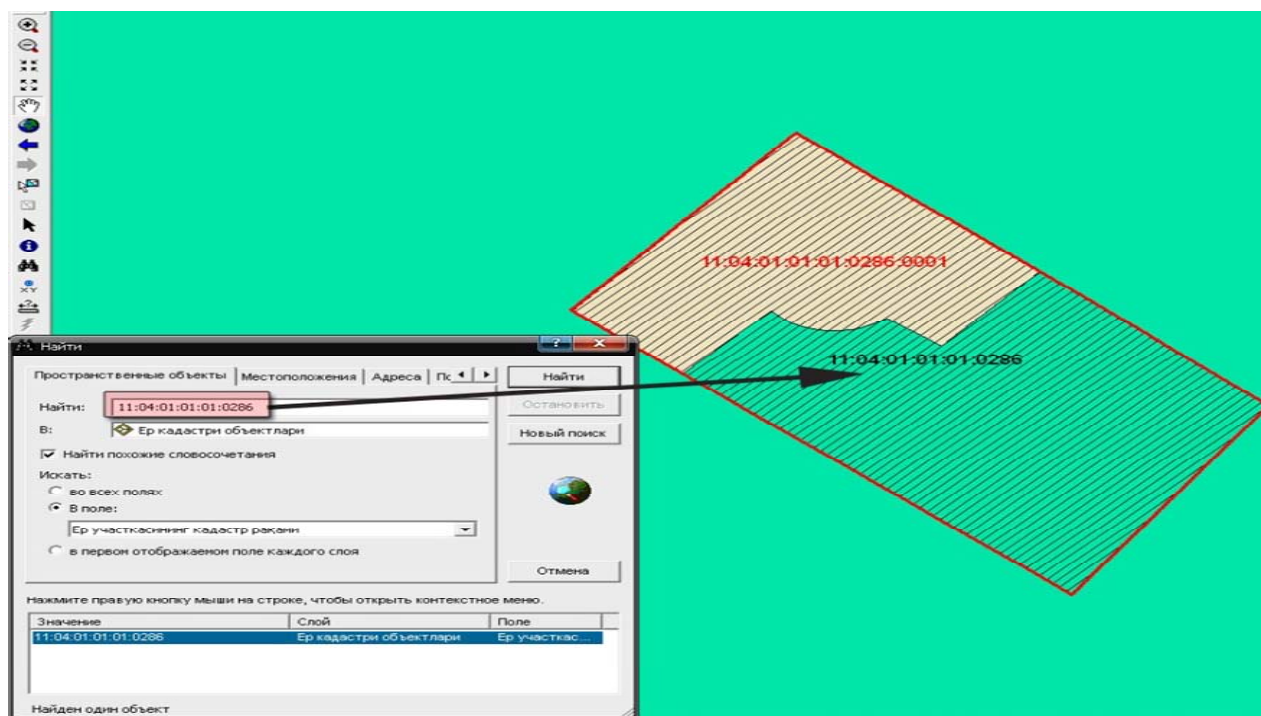 11:04:01:01:01:0286:0001
11:04:01:01:01:0286
Найти
Пространственные объекты Местоположения Адреса Пс
Найти
Найти: 11:04:01:01:01:0286
Остановить
В: Ер кадастри объектлари
Новый поиск
Найти похожие словосочетания
Искать:
во всех полях
В поле:
Ер участкасининг кадастр раками
в первом отображаемом поле каждого слоя
Отмена
Нажмите правую кнопку мыши на строке, чтобы открыть контекстное меню.
Значение Слой Поле
11:04:01:01:01:0286 Ер кадастри объектлари Ер участкас...
Найден один объект